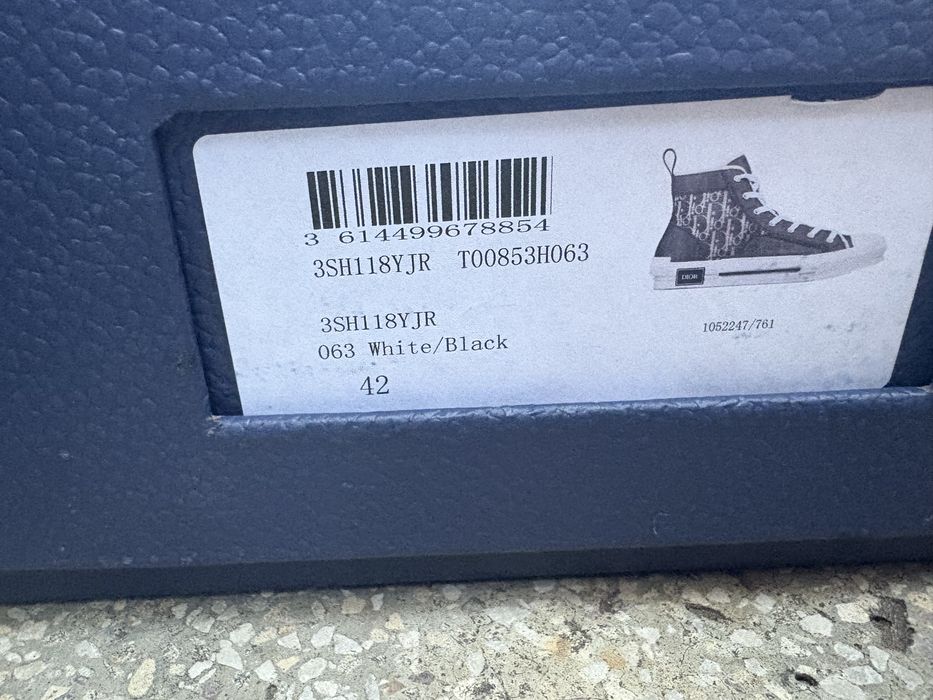 3 614499678854
3SH118YJR T00853H063
3SH118YJR
063 White/Black
42
DIOR
1052247/761